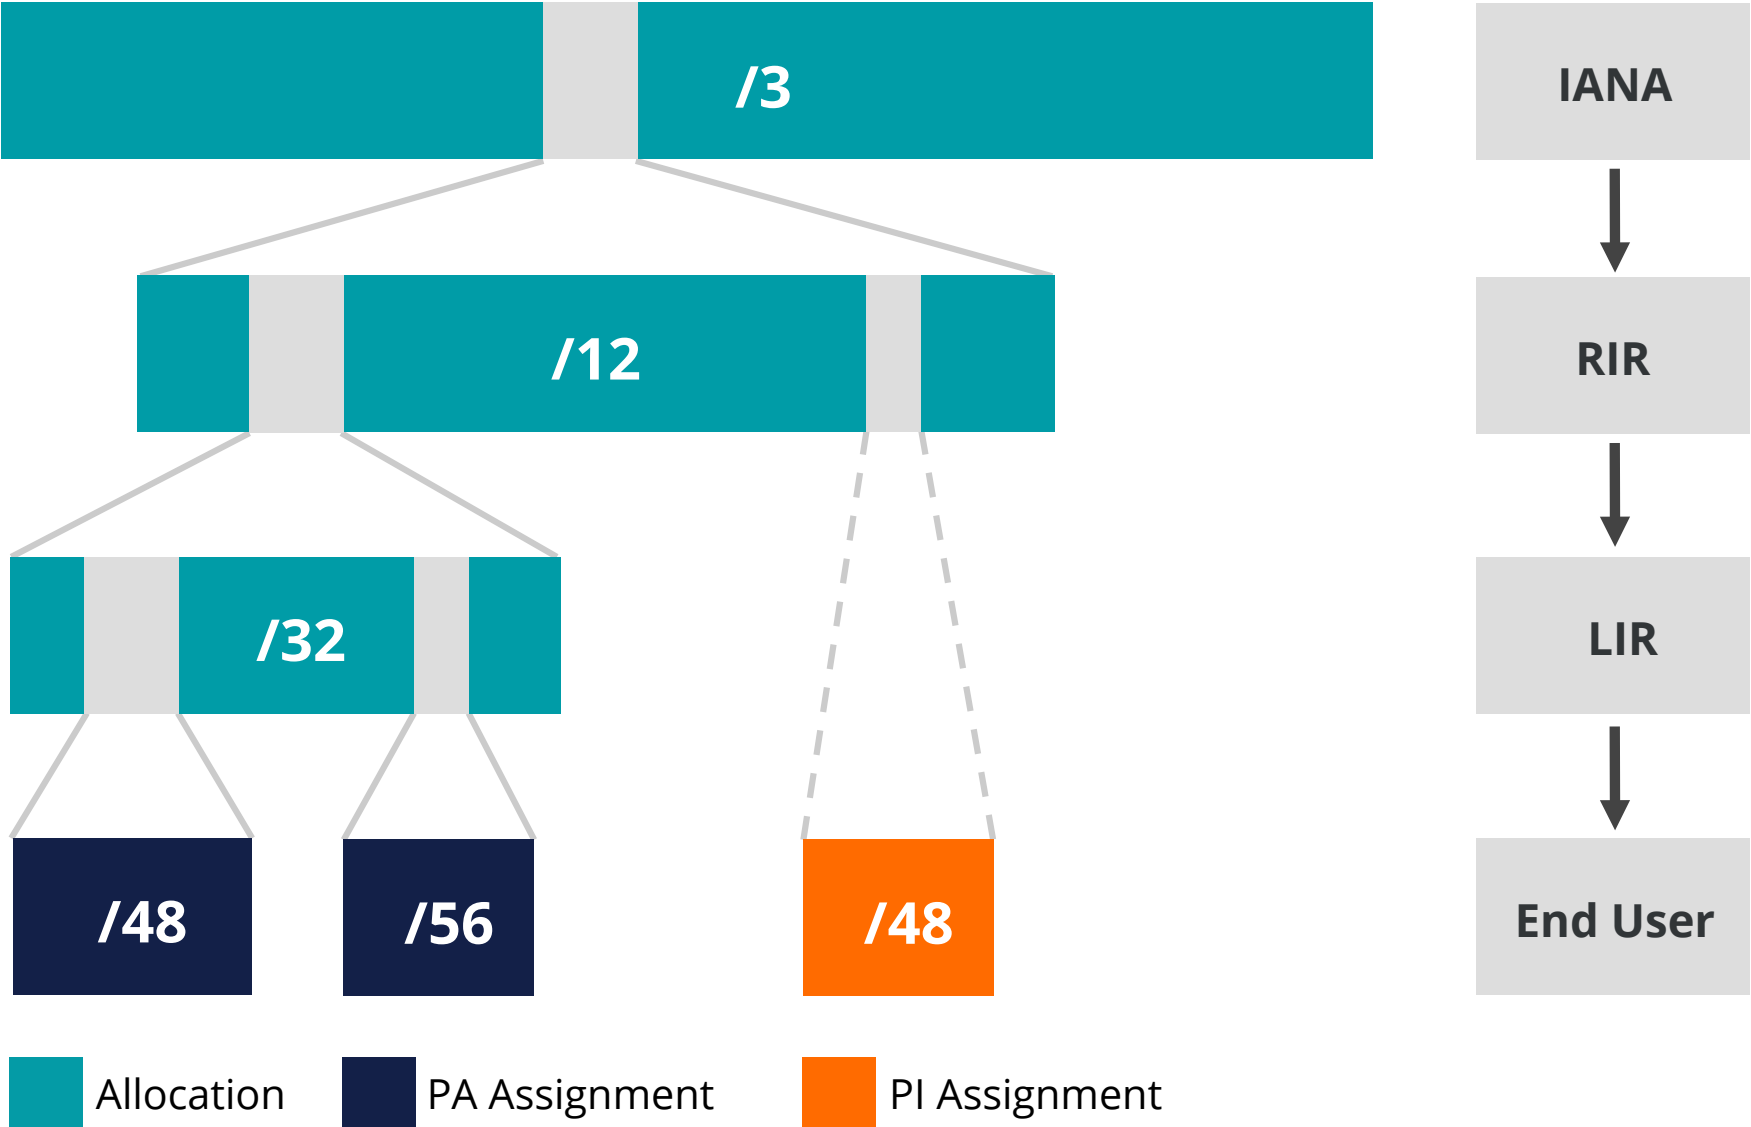 /3
IANA
/12
RIR
/32
LIR
/48
/56
/48
End User
Allocation
PA Assignment
PI Assignment